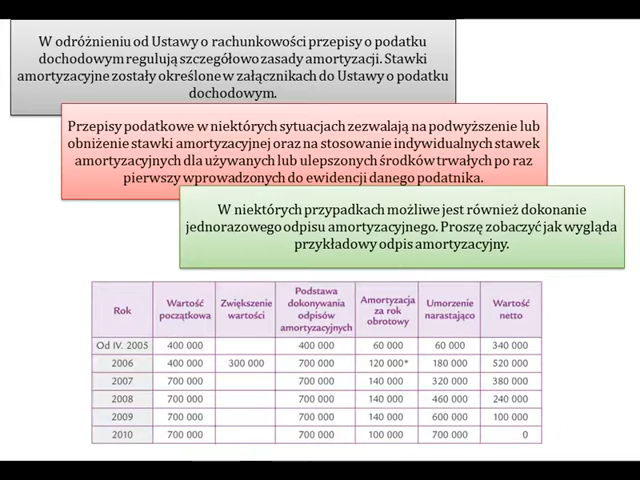 W odróżnieniu od Ustawy o rachunkowości przepisy o podatku
dochodowym regulują szczegółowo zasady amortyzacji. Stawki
amortyzacyjne zostały określone w załącznikach do Ustawy o podatku
dochodowym.
Przepisy podatkowe w niektórych sytuacjach zezwalają na podwyższenie lub
obniżenie stawki amortyzacyjnej oraz na stosowanie indywidualnych stawek
amortyzacyjnych dla używanych lub ulepszonych środków trwałych po raz
pierwszy wprowadzonych do ewidencji danego podatnika.
W niektórych przypadkach możliwe jest również dokonanie
jednorazowego odpisu amortyzacyjnego. Proszę zobaczyć jak wygląda
przykładowy odpis amortyzacyjny.
Rok Wartość początkowa Zwiększenie wartości Podstawa dokonywania odpisów amortyzacyjnych Amortyzacja za rok obrotowy Umorzenie narastająco Wartość netto
Od IV. 2005 400 000 400 000 60 000 60 000 340 000
2006 400 000 300 000 700 000 120 000* 180 000 520 000
2007 700 000 700 000 140 000 320 000 380 000
2008 700 000 700 000 140 000 460 000 240 000
2009 700 000 700 000 140 000 600 000 100 000
2010 700 000 700 000 100 000 700 000 0